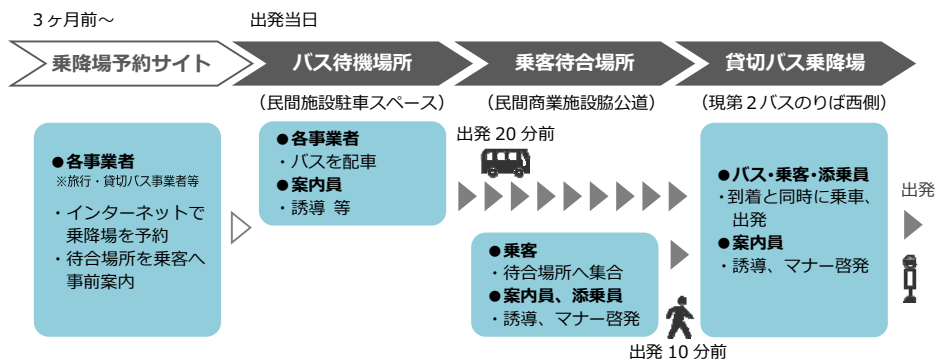 3ヶ月前～
出発当日
乗降場予約サイト
バス待機場所
乗客待合場所
貸切バス乗降場
（民間施設駐車スペース）
（民間商業施設脇公道）
（現第２バスのりば西側）
●各事業者
※旅行・貸切バス事業者等
・インターネットで
乗降場を予約
・待合場所を乗客へ
事前案内
●各事業者
・バスを配車
●案内員
・誘導 等
出発 20 分前
●乗客
・待合場所へ集合
●案内員、添乗員
・誘導、マナー啓発
出発 10 分前
●バス・乗客・添乗員
・到着と同時に乗車、
出発
●案内員
・誘導、マナー啓発
出発